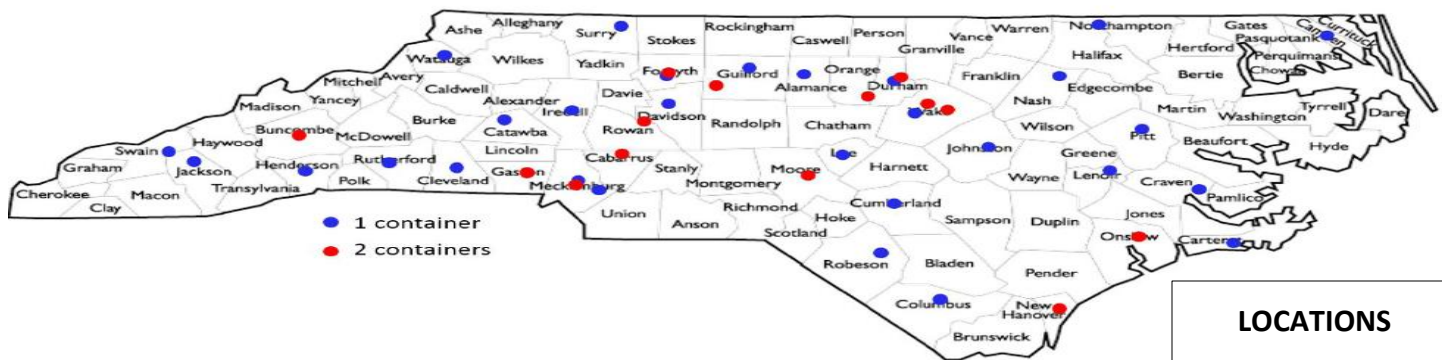 Ashe Alleghany Surry Stokes Rockingham Caswell Person Granville Vance Warren Northampton Gates Currituck
Camden
Pasquotank
Watauga Wilkes Yadkin Forsyth Guilford Alamance Orange Durham Franklin Halifax Hertford Perquimans
Chowan
Mitchell Avery Caldwell Alexander Iredell Davie Nash Edgecombe Bertie
Madison Yancey Burke Catawba Rowan Davidson Randolph Chatham Wake Wilson Martin Washington Tyrrell Dare
Swain Haywood Buncombe McDowell Lincoln Cabarrus Lee Johnston Greene Pitt Beaufort Hyde
Graham Jackson Henderson Rutherford Cleveland Gaston Stanly Montgomery Moore Harnett Wayne Lenoir Craven
Cherokee Macon Transylvania Polk Mecklenburg Pamlico
Clay Union Anson Richmond Hoke Cumberland Sampson Duplin Jones
Scotland Onslow Carteret
1 container
2 containers
Robeson Bladen Pender
Columbus New
Hanover
Brunswick
LOCATIONS